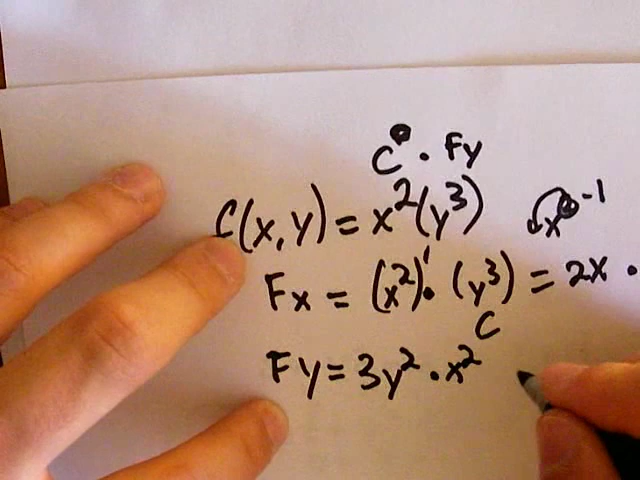 C • . Fy
f(x,y) = x²(y³)
x -1
Fx = (x²)' • (y³) = 2x •
C
Fy = 3y² • x²